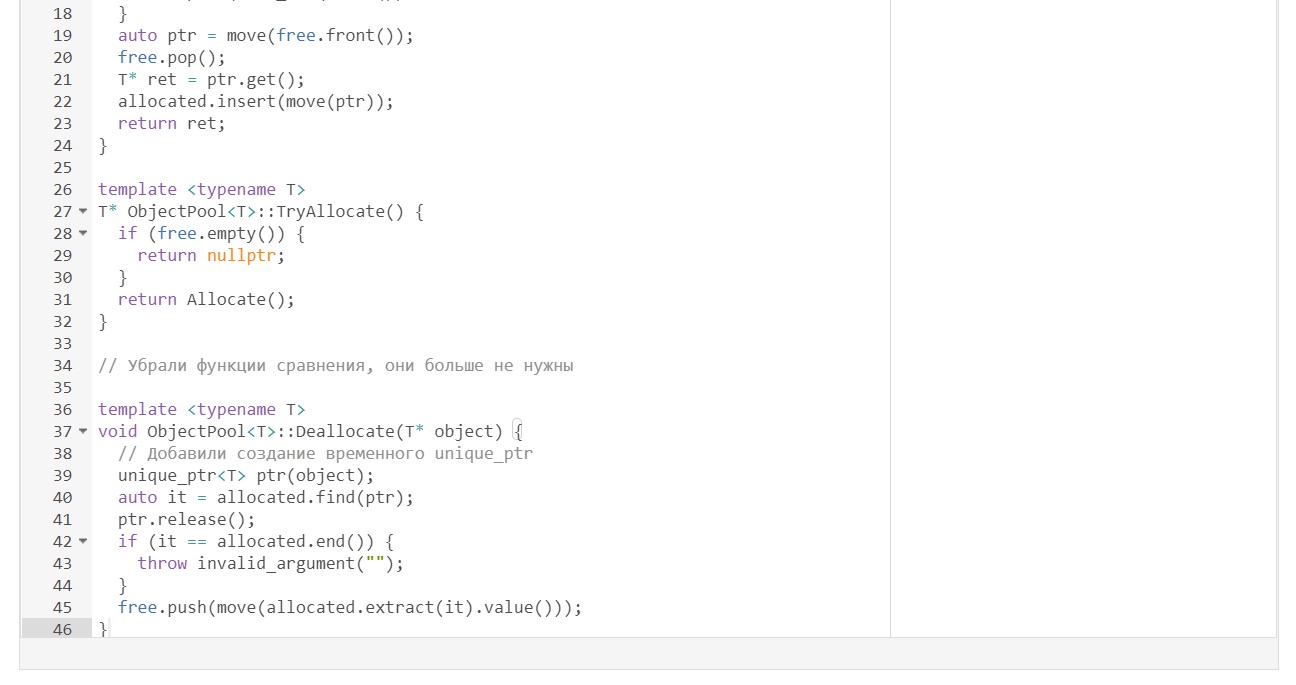 18 }
19 auto ptr = move(free.front());
20 free.pop();
21 T* ret = ptr.get();
22 allocated.insert(move(ptr));
23 return ret;
24 }
25
26 template <typename T>
27 T* ObjectPool<T>::TryAllocate() {
28 if (free.empty()) {
29 return nullptr;
30 }
31 return Allocate();
32 }
33
34 // Убрали функции сравнения, они больше не нужны
35
36 template <typename T>
37 void ObjectPool<T>::Deallocate(T* object) {
38 // Добавили создание временного unique_ptr
39 unique_ptr<T> ptr(object);
40 auto it = allocated.find(ptr);
41 ptr.release();
42 if (it == allocated.end()) {
43 throw invalid_argument("");
44 }
45 free.push(move(allocated.extract(it).value()));
46 }